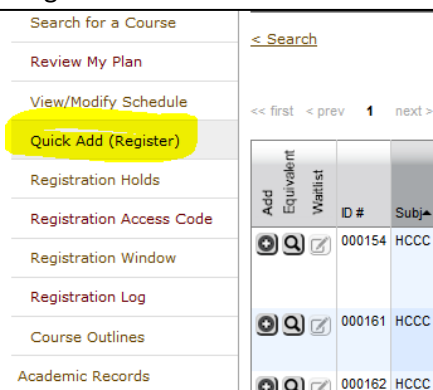 Search for a Course
Review My Plan
View/Modify Schedule
Quick Add (Register)
Registration Holds
Registration Access Code
Registration Window
Registration Log
Course Outlines
Academic Records
< Search
<< first < prev 1 next >
Add Equivalent Waitlist ID # Subj
000154 HCCC
000161 HCCC
000162 HCCC